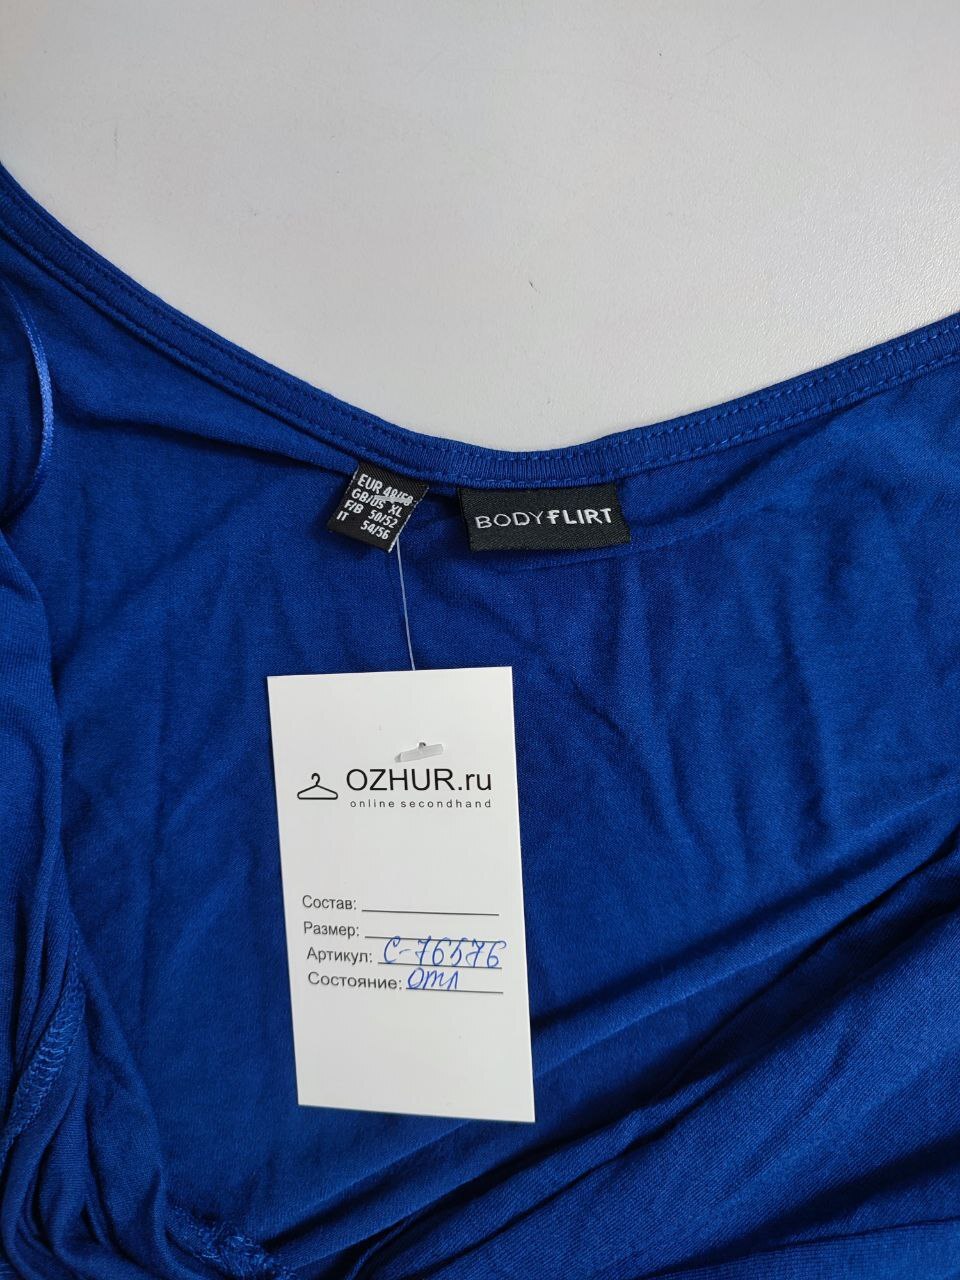 EUR 48/50
GB/US XL
F/B 50/52
IT 54/56
BODYFLIRT
OZHUR.ru
online secondhand
Состав:
Размер:
Артикул: С-76576
Состояние: отл